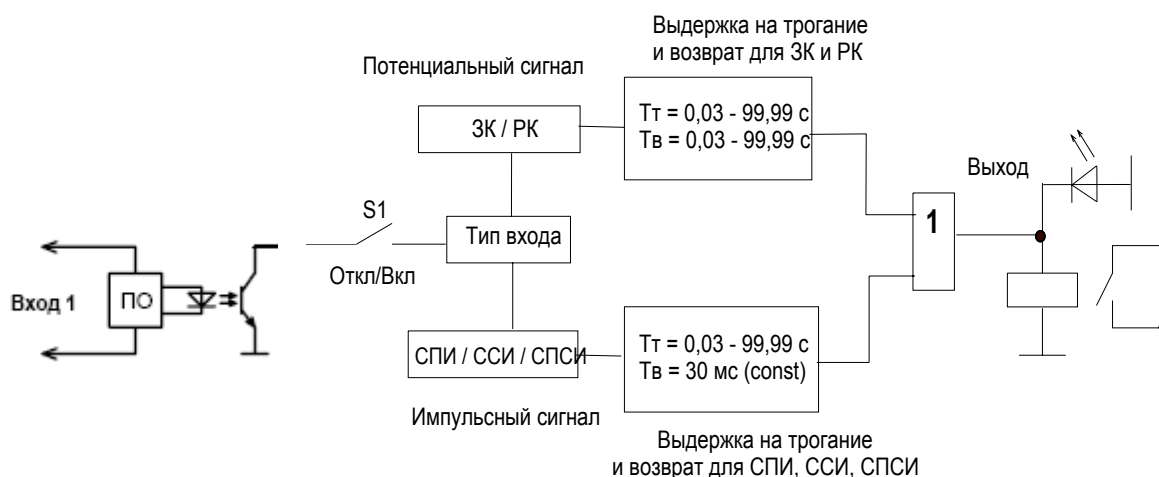 Выдержка на трогание
и возврат для ЗК и РК
Потенциальный сигнал
ЗК / РК
Тт = 0,03 - 99,99 с
Тв = 0,03 - 99,99 с
Выход
S1
Тип входа
1
Откл/Вкл
Вход 1
ПО
СПИ / ССИ / СПСИ
Тт = 0,03 - 99,99 с
Тв = 30 мс (const)
Импульсный сигнал
Выдержка на трогание
и возврат для СПИ, ССИ, СПСИ